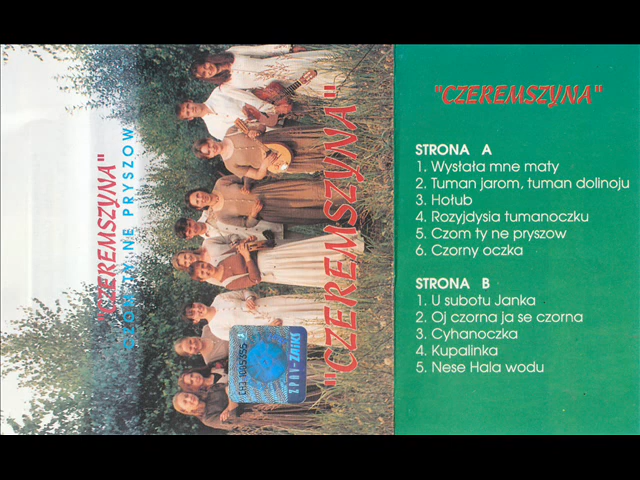 "CZEREMSZYNA"
CZOM TY NE PRYSZOW
"CZEREMSZYNA"
ZPAV-ZAIKS
"CZEREMSZYNA"
STRONA A
1. Wysłała mne maty
2. Tuman jarom, tuman dolinoju
3. Hołub
4. Rozyjdysia tumanoczku
5. Czom ty ne pryszow
6. Czorny oczka
STRONA B
1. U subotu Janka
2. Oj czorna ja se czorna
3. Cyhanoczka
4. Kupalinka
5. Nese Hala wodu